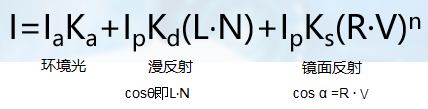 I=IₐKₐ+IₚK_d(L·N)+IₚKₛ(R·V)ⁿ
环境光 漫反射 镜面反射
cosθ即L·N cos α =R · V